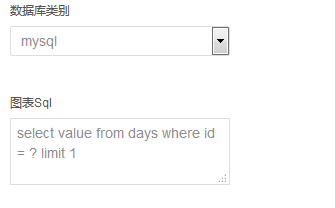 数据库类别
mysql
图表Sql
select value from days where id
= ? limit 1